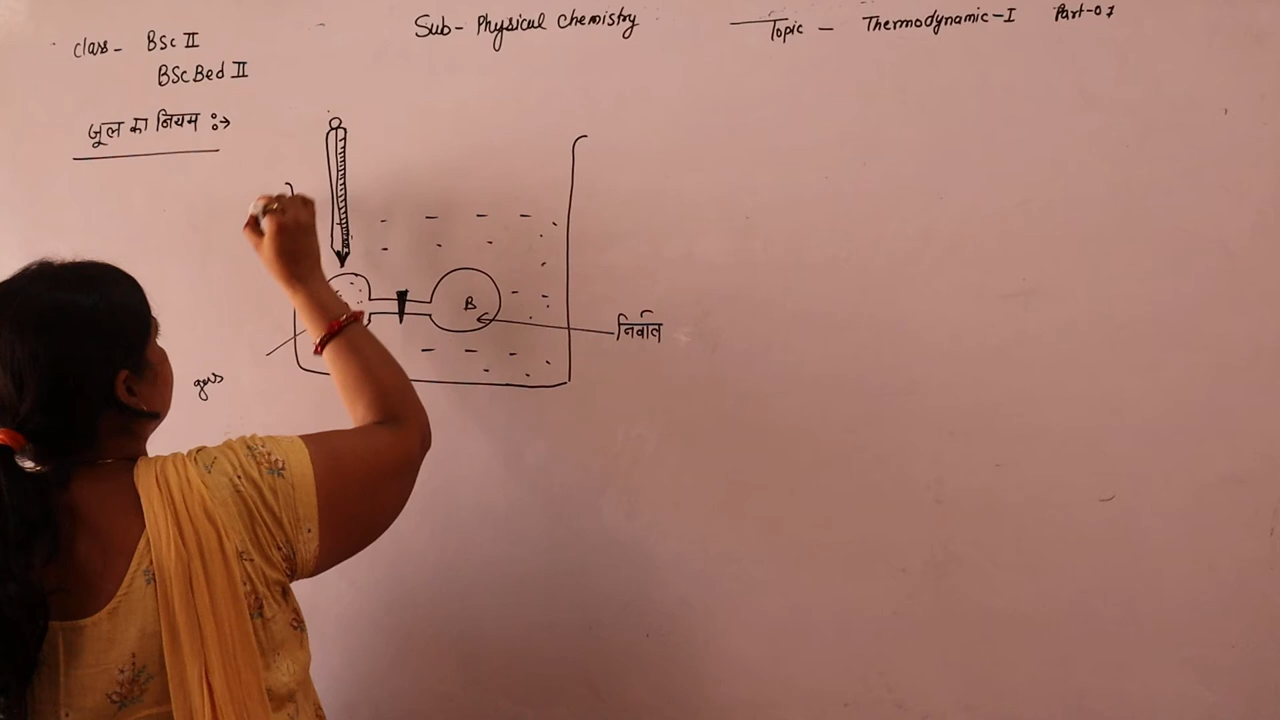 Sub- Physical Chemistry
Topic - Thermodynamic-I Part-07
Class- BSc II
BSc Bed II
जूल का नियम :→
B
निर्वात
gas